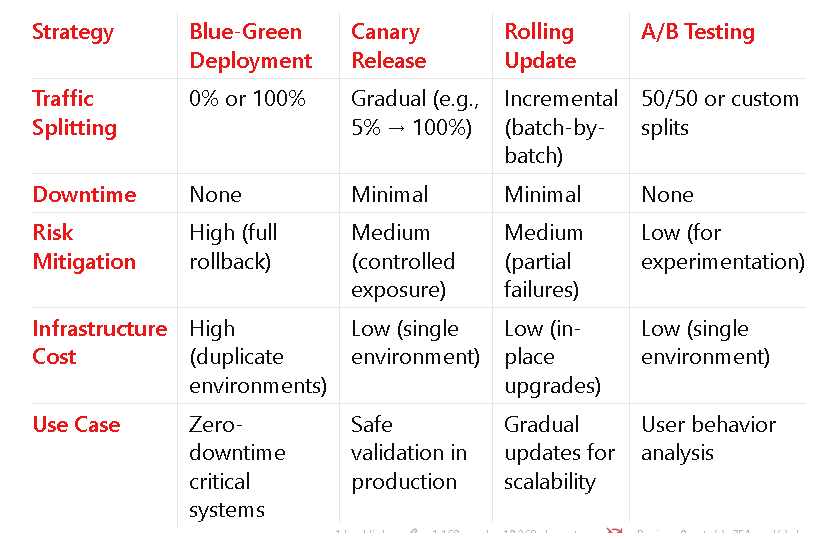 Strategy
Blue-Green Deployment
Canary Release
Rolling Update
A/B Testing
Traffic Splitting
0% or 100%
Gradual (e.g., 5% → 100%)
Incremental (batch-by-batch)
50/50 or custom splits
Downtime
None
Minimal
Minimal
None
Risk Mitigation
High (full rollback)
Medium (controlled exposure)
Medium (partial failures)
Low (for experimentation)
Infrastructure Cost
High (duplicate environments)
Low (single environment)
Low (in-place upgrades)
Low (single environment)
Use Case
Zero-downtime critical systems
Safe validation in production
Gradual updates for scalability
User behavior analysis